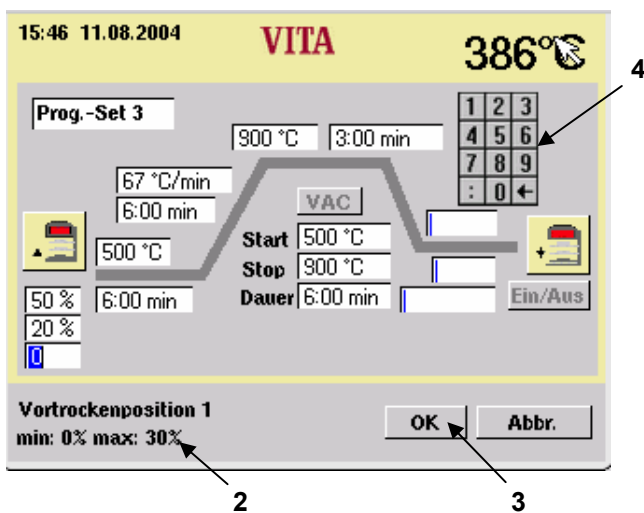 15:46 11.08.2004 VITA 386°C
4
Prog.-Set 3
1 2 3
4 5 6
7 8 9
: 0 ←
900 °C 3:00 min
67 °C/min
6:00 min
VAC
500 °C
Start 500 °C
Stop 900 °C
Dauer 6:00 min
Ein/Aus
50 % 6:00 min
20 %
0
Vortrockenposition 1
min: 0% max: 30%
OK Abbr.
2 3